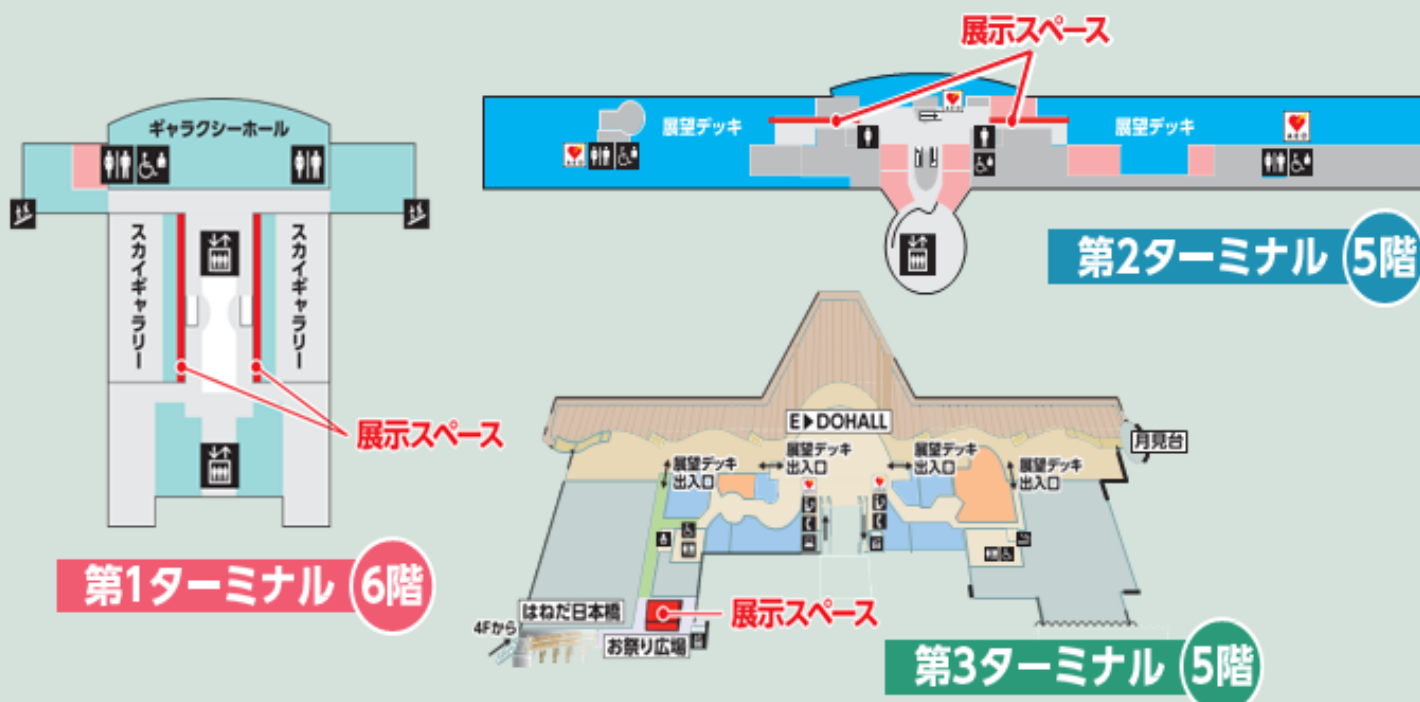 展示スペース
ギャラクシーホール
展望デッキ
展望デッキ
スカイギャラリー
スカイギャラリー
第2ターミナル 5階
展示スペース
E▶DOHALL
月見台
展望デッキ
出入口
展望デッキ
出入口
展望デッキ
出入口
展望デッキ
出入口
第1ターミナル 6階
はねだ日本橋
展示スペース
4Fから
お祭り広場
第3ターミナル 5階